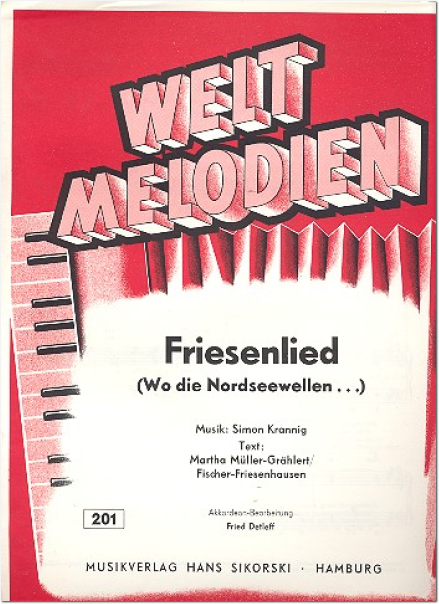 WELT
MELODIEN
Friesenlied
(Wo die Nordseewellen . . .)
Musik: Simon Krannig
Text:
Martha Müller-Grählert/
Fischer-Friesenhausen
Akkordeon-Bearbeitung
Fried Detleff
201
MUSIKVERLAG HANS SIKORSKI · HAMBURG